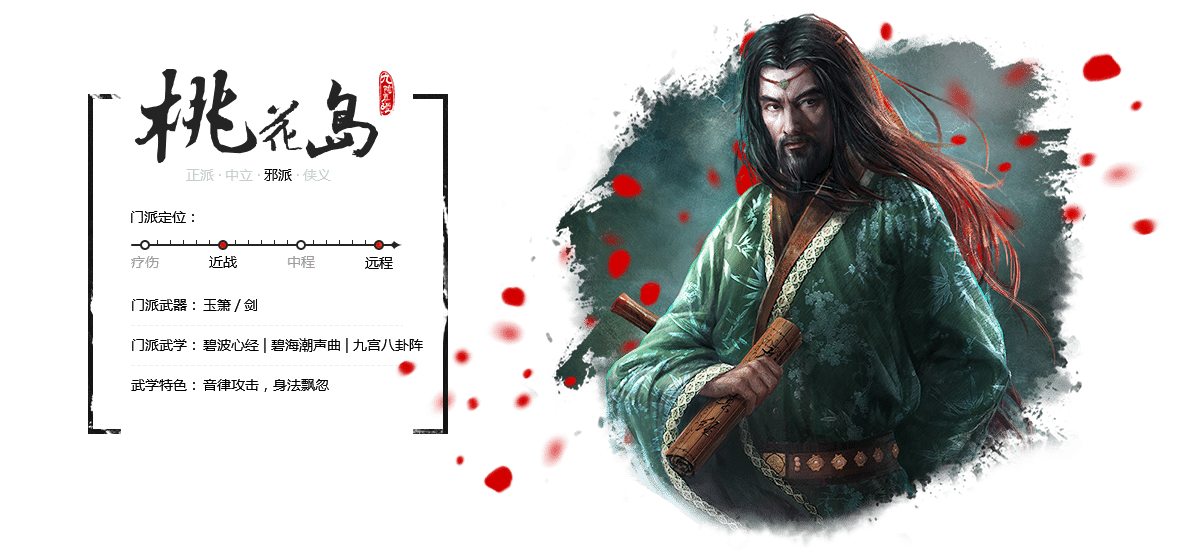 桃花岛
正派 · 中立 · 邪派 · 侠义
门派定位：
疗伤 近战 中程 远程
门派武器： 玉箫 / 剑
门派武学： 碧波心经 | 碧海潮声曲 | 九宫八卦阵
武学特色： 音律攻击，身法飘忽